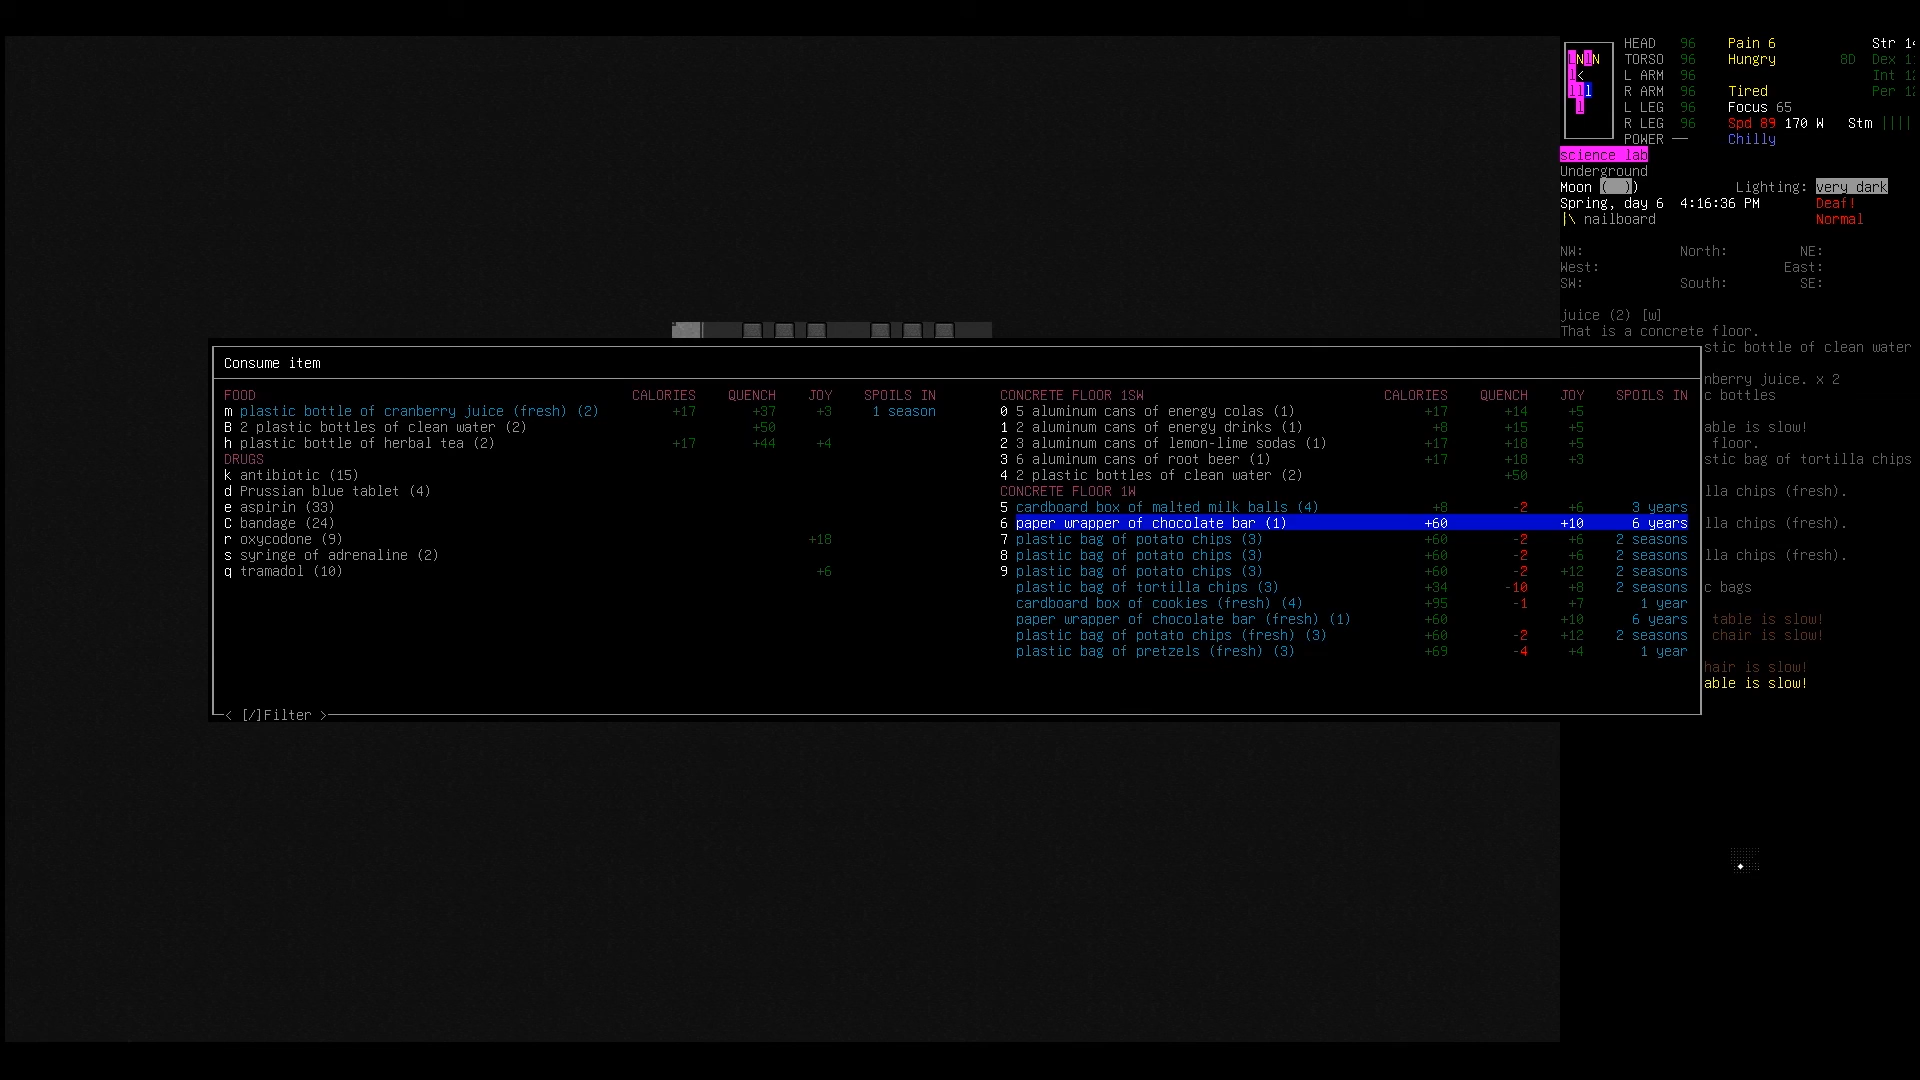 HEAD 96 Pain 6 Str 1
LNlN TORSO 96 Hungry 8D Dex 1
l< L ARM 96 Int 1
lll R ARM 96 Tired Per 1
l L LEG 96 Focus 65
R LEG 96 Spd 89 170 W Stm ||||
POWER — Chilly
science lab
Underground
Moon (  )) Lighting: very dark
Spring, day 6 4:16:36 PM Deaf!
|\ nailboard Normal
NW: North: NE:
West: East:
SW: South: SE:
juice (2) [w]
That is a concrete floor.
stic bottle of clean water
nberry juice. x 2
c bottles
able is slow!
floor.
stic bag of tortilla chips
lla chips (fresh).
lla chips (fresh).
lla chips (fresh).
c bags
table is slow!
chair is slow!
hair is slow!
able is slow!
Consume item
FOOD CALORIES QUENCH JOY SPOILS IN
m plastic bottle of cranberry juice (fresh) (2) +17 +37 +3 1 season
B 2 plastic bottles of clean water (2) +50
h plastic bottle of herbal tea (2) +17 +44 +4
DRUGS
k antibiotic (15)
d Prussian blue tablet (4)
e aspirin (33)
C bandage (24)
r oxycodone (9) +18
s syringe of adrenaline (2)
q tramadol (10) +6
CONCRETE FLOOR 1SW CALORIES QUENCH JOY SPOILS IN
0 5 aluminum cans of energy colas (1) +17 +14 +5
1 2 aluminum cans of energy drinks (1) +8 +15 +5
2 3 aluminum cans of lemon-lime sodas (1) +17 +18 +5
3 6 aluminum cans of root beer (1) +17 +18 +3
4 2 plastic bottles of clean water (2) +50
CONCRETE FLOOR 1W
5 cardboard box of malted milk balls (4) +8 -2 +6 3 years
6 paper wrapper of chocolate bar (1) +60 +10 6 years
7 plastic bag of potato chips (3) +60 -2 +6 2 seasons
8 plastic bag of potato chips (3) +60 -2 +6 2 seasons
9 plastic bag of potato chips (3) +60 -2 +12 2 seasons
plastic bag of tortilla chips (3) +34 -10 +8 2 seasons
cardboard box of cookies (fresh) (4) +95 -1 +7 1 year
paper wrapper of chocolate bar (fresh) (1) +60 +10 6 years
plastic bag of potato chips (fresh) (3) +60 -2 +12 2 seasons
plastic bag of pretzels (fresh) (3) +69 -4 +4 1 year
< [/]Filter >